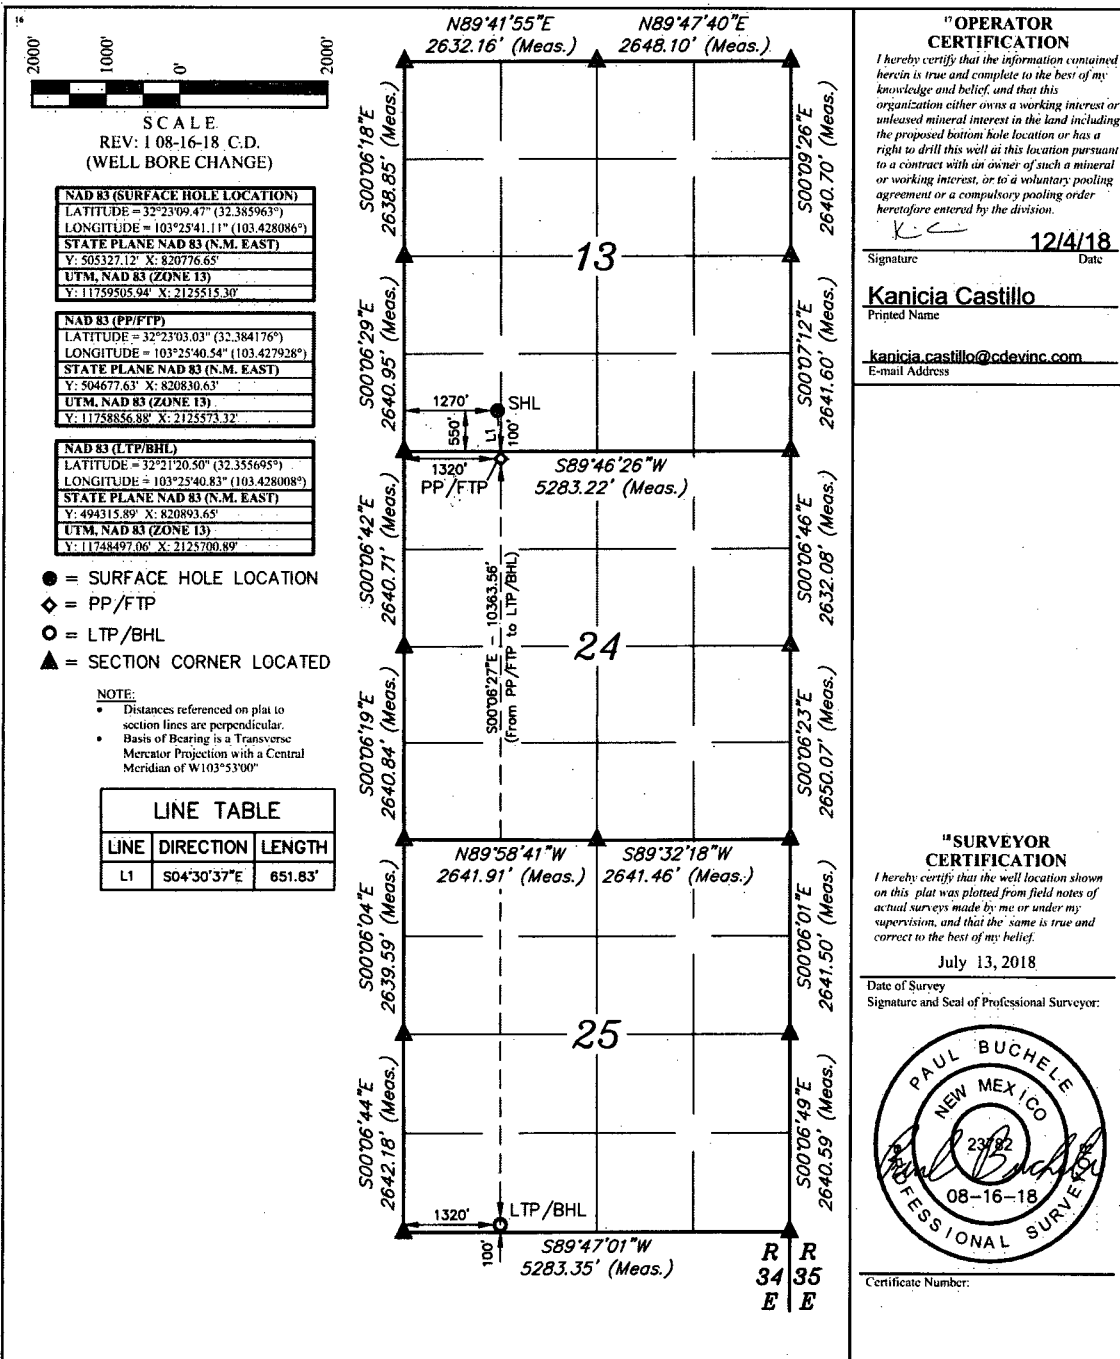 16
2000'
1000'
0'
2000'
SCALE
REV: 1 08-16-18 C.D.
(WELL BORE CHANGE)
NAD 83 (SURFACE HOLE LOCATION)
LATITUDE = 32°23'09.47" (32.385963°)
LONGITUDE = 103°25'41.11" (103.428086°)
STATE PLANE NAD 83 (N.M. EAST)
Y: 505327.12' X: 820776.65'
UTM, NAD 83 (ZONE 13)
Y: 11759505.94' X: 2125515.30'
NAD 83 (PP/FTP)
LATITUDE = 32°23'03.03" (32.384176°)
LONGITUDE = 103°25'40.54" (103.427928°)
STATE PLANE NAD 83 (N.M. EAST)
Y: 504677.63' X: 820830.63'
UTM, NAD 83 (ZONE 13)
Y: 11758856.88' X: 2125573.32'
NAD 83 (LTP/BHL)
LATITUDE = 32°21'20.50" (32.355695°)
LONGITUDE = 103°25'40.83" (103.428008°)
STATE PLANE NAD 83 (N.M. EAST)
Y: 494315.89' X: 820893.65'
UTM, NAD 83 (ZONE 13)
Y: 11748497.06' X: 2125700.89'
= SURFACE HOLE LOCATION
= PP/FTP
= LTP/BHL
= SECTION CORNER LOCATED
NOTE:
• Distances referenced on plat to
section lines are perpendicular.
• Basis of Bearing is a Transverse
Mercator Projection with a Central
Meridian of W103°53'00"
LINE TABLE
LINE DIRECTION LENGTH
L1 S04°30'37"E 651.83'
N89°41'55"E
2632.16' (Meas.)
N89°47'40"E
2648.10' (Meas.)
S00°06'18"E
2638.85' (Meas.)
S00°09'26"E
2640.70' (Meas.)
13
S00°06'29"E
2640.95' (Meas.)
S00°07'12"E
2641.60' (Meas.)
1270'
SHL
550'
L1
100'
1320'
PP/FTP
S89°46'26"W
5283.22' (Meas.)
S00°06'42"E
2640.71' (Meas.)
S00°06'46"E
2632.08' (Meas.)
S00°06'27"E - 10363.56'
(From PP/FTP to LTP/BHL)
24
S00°06'19"E
2640.84' (Meas.)
S00°06'23"E
2650.07' (Meas.)
N89°58'41"W
2641.91' (Meas.)
S89°32'18"W
2641.46' (Meas.)
S00°06'04"E
2639.59' (Meas.)
S00°06'01"E
2641.50' (Meas.)
25
S00°06'44"E
2642.18' (Meas.)
S00°06'49"E
2640.59' (Meas.)
1320'
LTP/BHL
100'
S89°47'01"W
5283.35' (Meas.)
R R
34 35
E E
17 OPERATOR
CERTIFICATION
I hereby certify that the information contained
herein is true and complete to the best of my
knowledge and belief, and that this
organization either owns a working interest or
unleased mineral interest in the land including
the proposed bottom hole location or has a
right to drill this well at this location pursuant
to a contract with an owner of such a mineral
or working interest, or to a voluntary pooling
agreement or a compulsory pooling order
heretofore entered by the division.
12/4/18
Signature Date
Kanicia Castillo
Printed Name
kanicia.castillo@cdevinc.com
E-mail Address
18 SURVEYOR
CERTIFICATION
I hereby certify that the well location shown
on this plat was plotted from field notes of
actual surveys made by me or under my
supervision, and that the same is true and
correct to the best of my belief.
July 13, 2018
Date of Survey
Signature and Seal of Professional Surveyor:
PAUL BUCHELE
NEW MEXICO
23782
Paul Buchele
08-16-18
PROFESSIONAL SURVEYOR
Certificate Number: